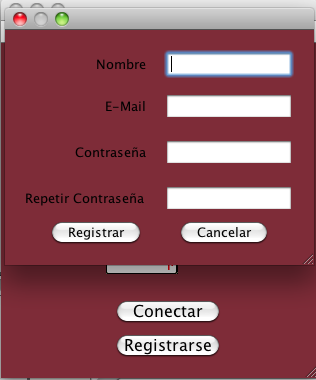 Nombre
E-Mail
Contraseña
Repetir Contraseña
Registrar Cancelar
Conectar
Registrarse